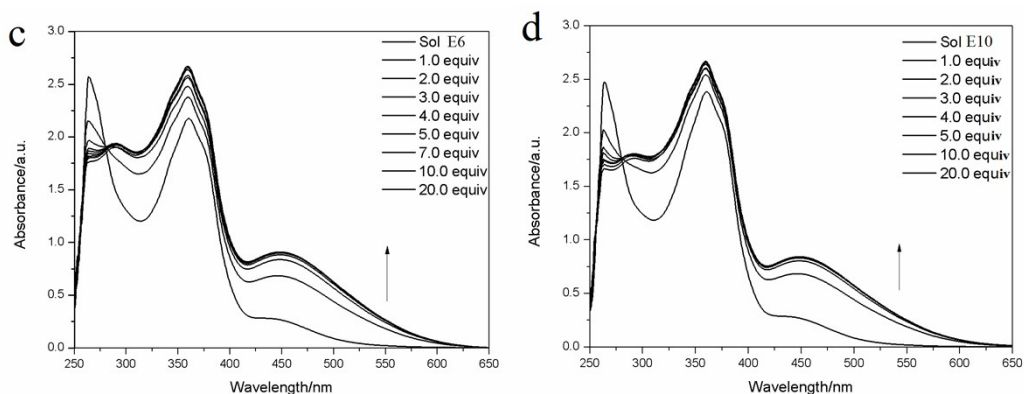 c
3.0
2.5
2.0
1.5
1.0
0.5
0.0
Absorbance/a.u.
250
300
350
400
450
500
550
600
650
Wavelength/nm
Sol E6
1.0 equiv
2.0 equiv
3.0 equiv
4.0 equiv
5.0 equiv
7.0 equiv
10.0 equiv
20.0 equiv
d
3.0
2.5
2.0
1.5
1.0
0.5
0.0
Absorbance/a.u.
250
300
350
400
450
500
550
600
650
Wavelength/nm
Sol E10
1.0 equiv
2.0 equiv
3.0 equiv
4.0 equiv
5.0 equiv
10.0 equiv
20.0 equiv